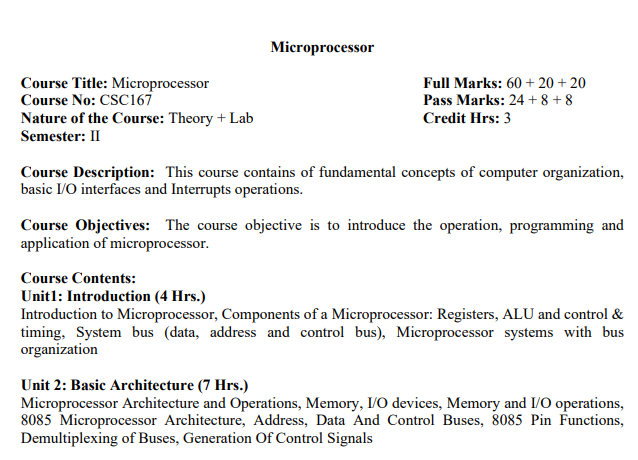 Microprocessor
Course Title: Microprocessor
Full Marks: 60 + 20 + 20
Course No: CSC167
Pass Marks: 24 + 8 + 8
Nature of the Course: Theory + Lab
Credit Hrs: 3
Semester: II
Course Description: This course contains of fundamental concepts of computer organization,
basic I/O interfaces and Interrupts operations.
Course Objectives: The course objective is to introduce the operation, programming and
application of microprocessor.
Course Contents:
Unit1: Introduction (4 Hrs.)
Introduction to Microprocessor, Components of a Microprocessor: Registers, ALU and control &
timing, System bus (data, address and control bus), Microprocessor systems with bus
organization
Unit 2: Basic Architecture (7 Hrs.)
Microprocessor Architecture and Operations, Memory, I/O devices, Memory and I/O operations,
8085 Microprocessor Architecture, Address, Data And Control Buses, 8085 Pin Functions,
Demultiplexing of Buses, Generation Of Control Signals